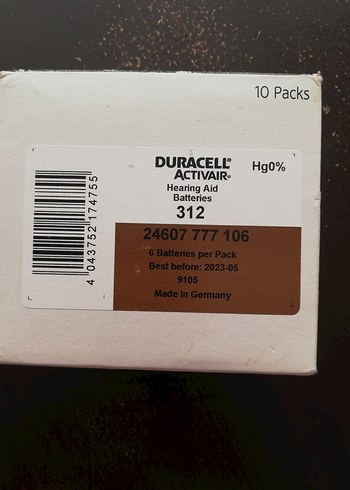 10 Packs
DURACELL®
ACTIVAIR®
Hg0%
Hearing Aid
Batteries
312
24607 777 106
6 Batteries per Pack
Best before: 2023-05
9105
Made in Germany
4 043752 174755